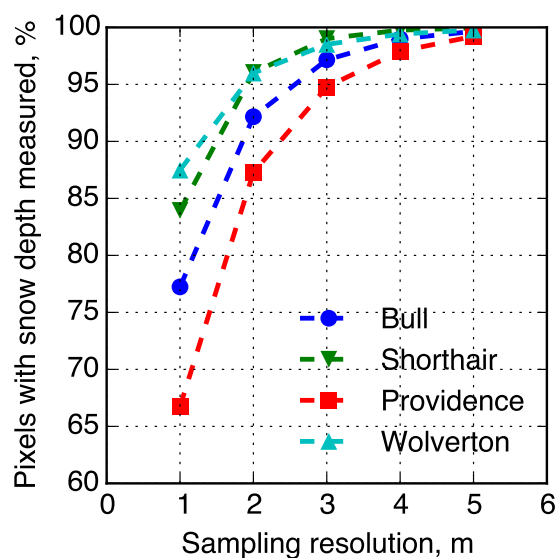 Pixels with snow depth measured, %
100
95
90
85
80
75
70
65
60
0 1 2 3 4 5 6
Bull
Shorthair
Providence
Wolverton
Sampling resolution, m